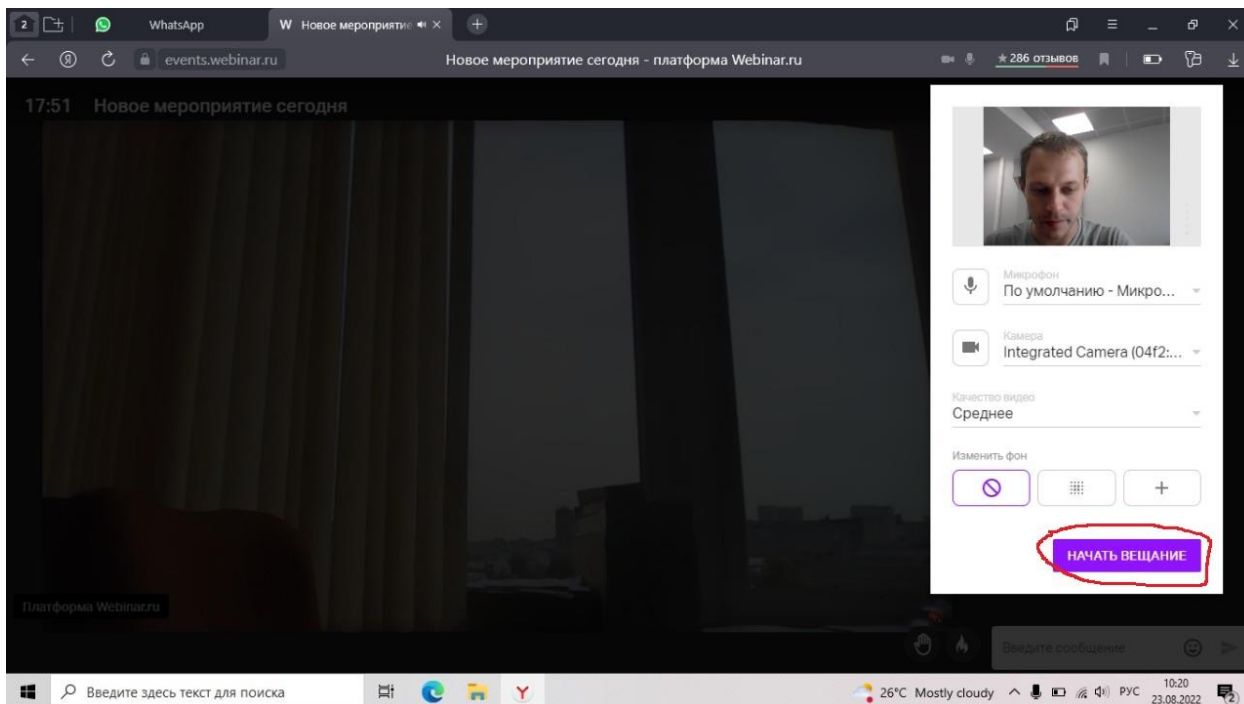 2 WhatsApp W Новое мероприятие
events.webinar.ru Новое мероприятие сегодня - платформа Webinar.ru ★ 286 отзывов
17:51 Новое мероприятие сегодня
Микрофон
По умолчанию - Микро...
Камера
Integrated Camera (04f2:...
Качество видео
Среднее
Изменить фон
НАЧАТЬ ВЕЩАНИЕ
Платформа Webinar.ru
Введите сообщение
Введите здесь текст для поиска 26°C Mostly cloudy РУС 10:20
23.08.2022 2